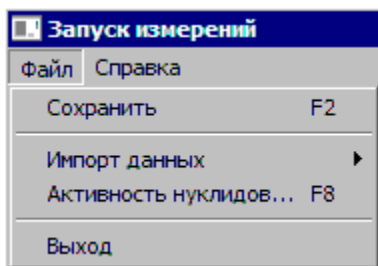 Запуск измерений
Файл Справка
Сохранить F2
Импорт данных
Активность нуклидов... F8
Выход